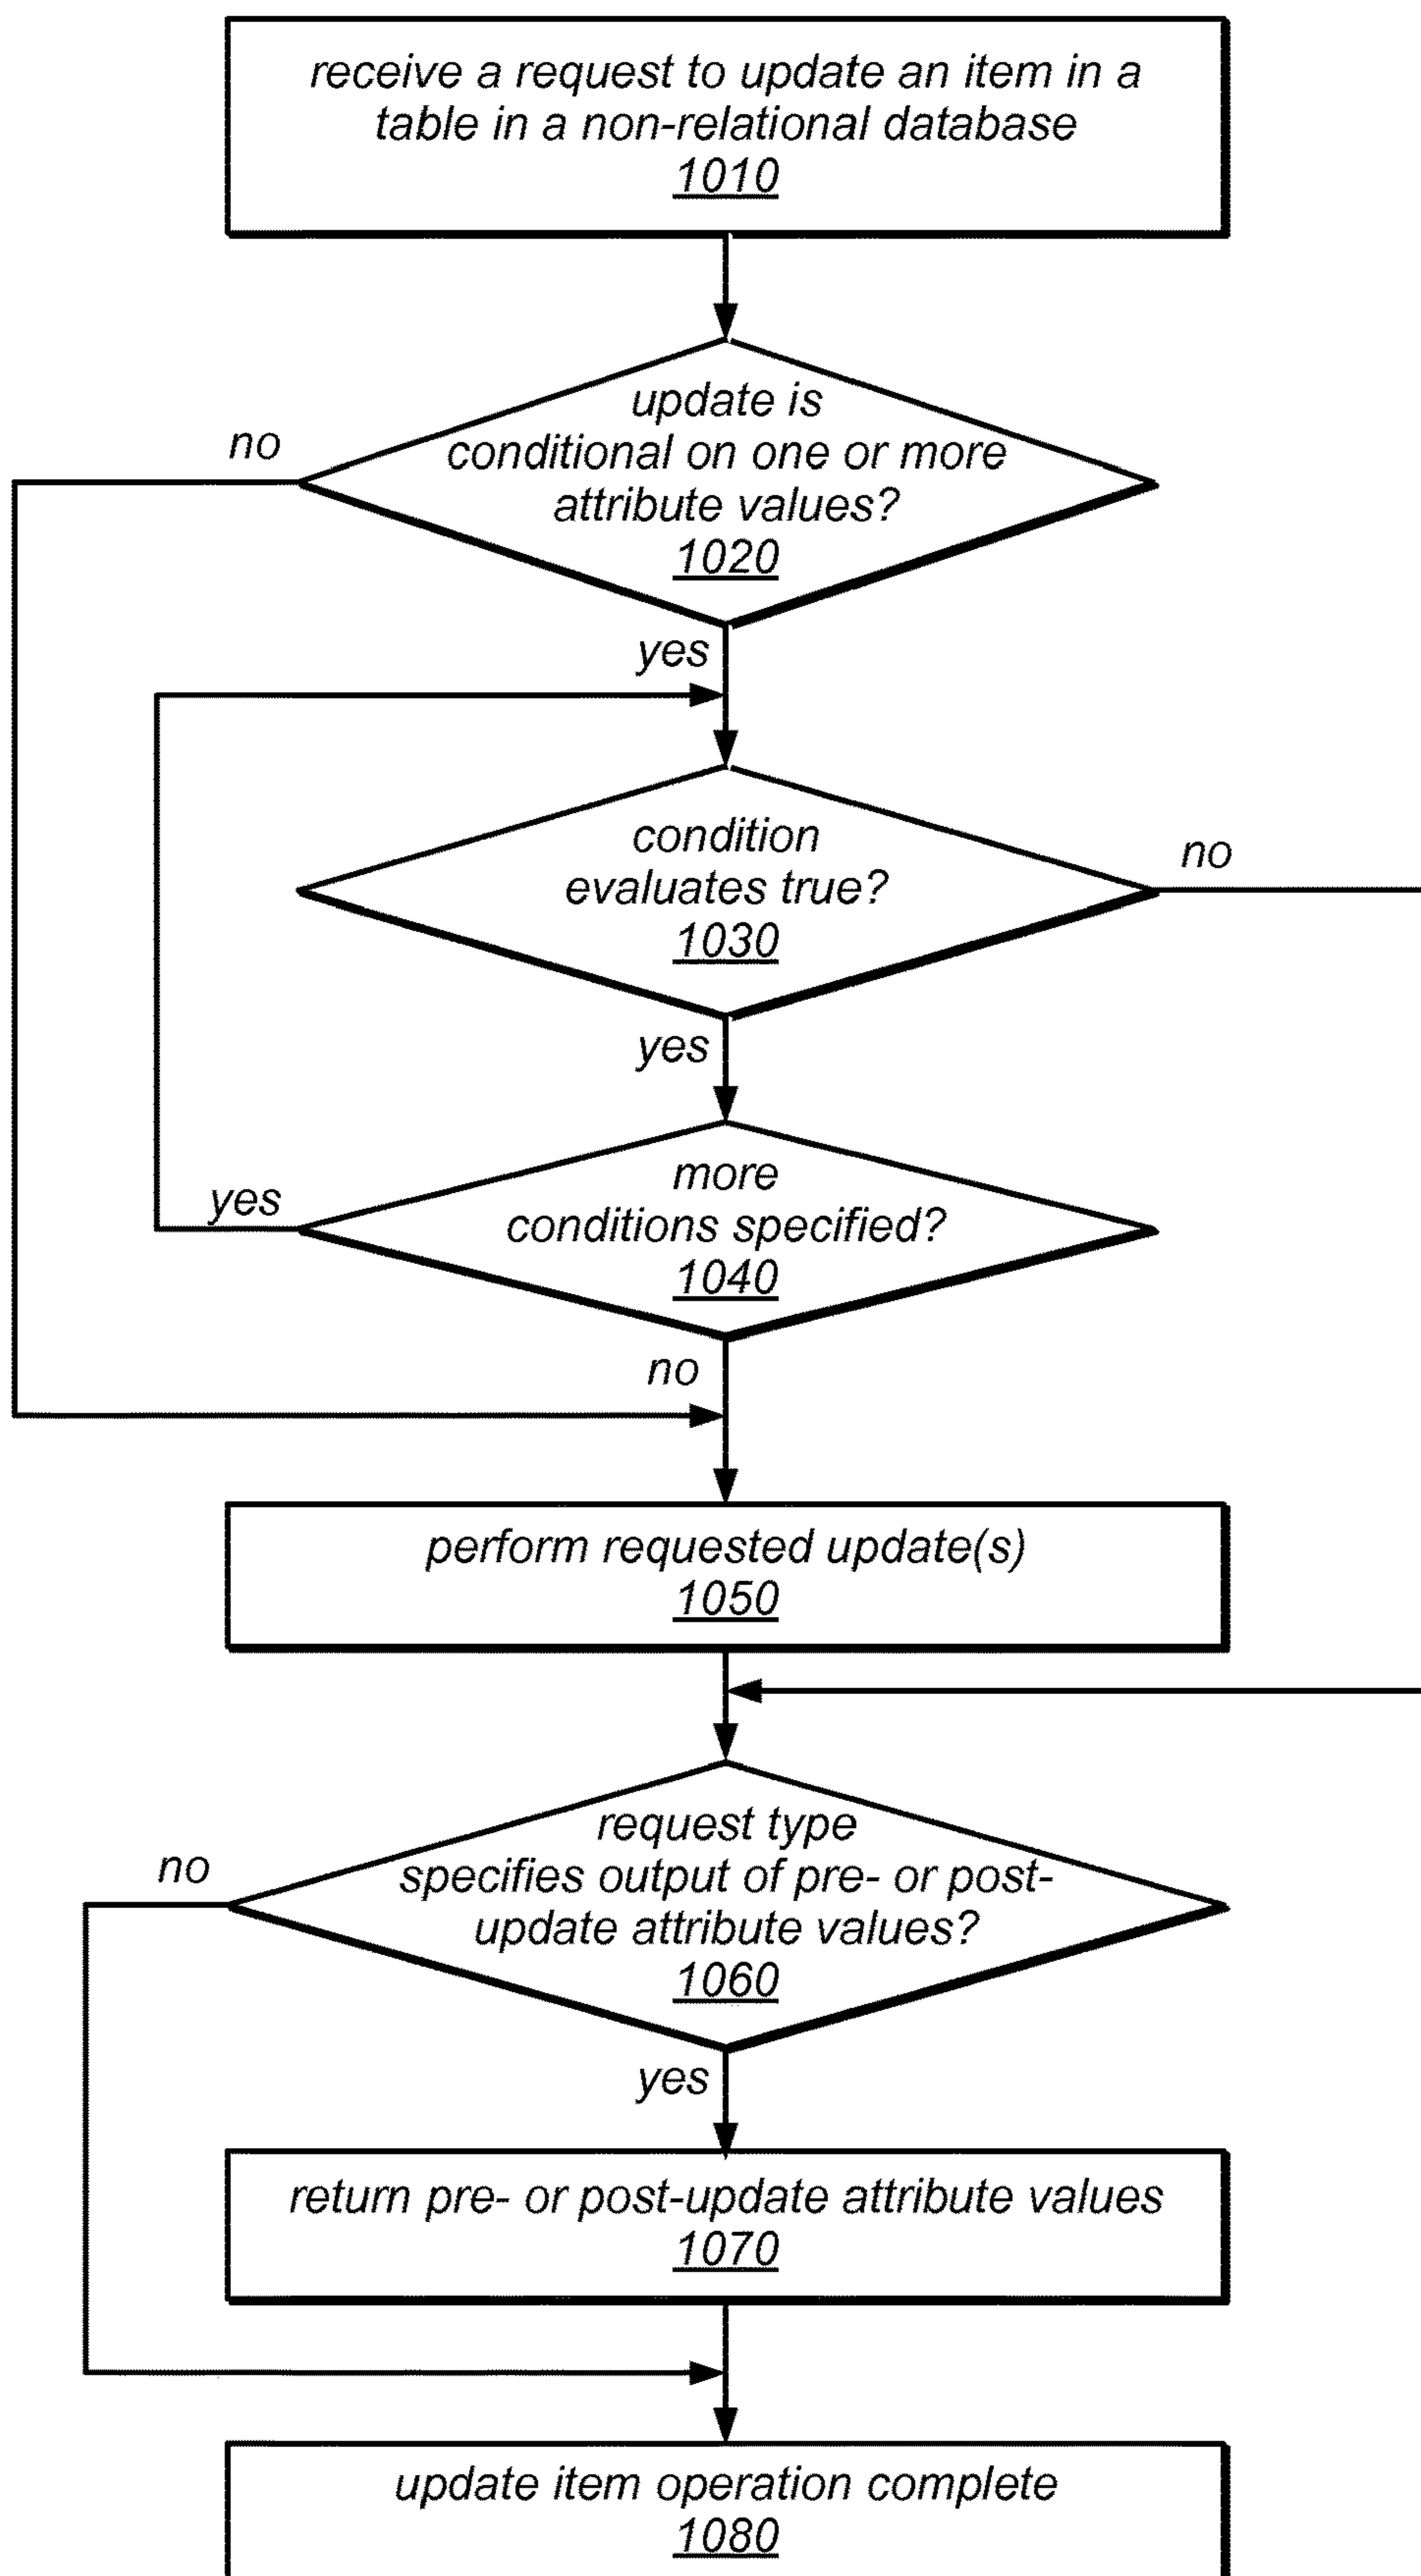 receive a request to update an item in a
table in a non-relational database
1010
update is
conditional on one or more
attribute values?
1020
no
yes
condition
evaluates true?
1030
no
yes
more
conditions specified?
1040
yes
no
perform requested update(s)
1050
request type
specifies output of pre- or post-
update attribute values?
1060
no
yes
return pre- or post-update attribute values
1070
update item operation complete
1080